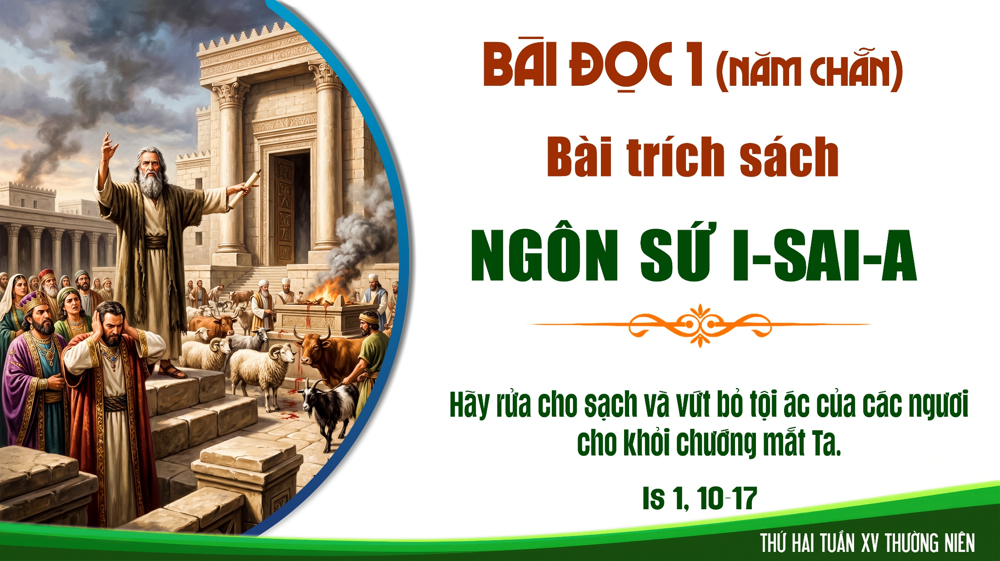 BÀI ĐỌC 1 (NĂM CHẴN)
Bài trích sách
NGÔN SỨ I-SAI-A
Hãy rửa cho sạch và vứt bỏ tội ác của các ngươi
cho khỏi chướng mắt Ta.
Is 1, 10-17
THỨ HAI TUẦN XV THƯỜNG NIÊN